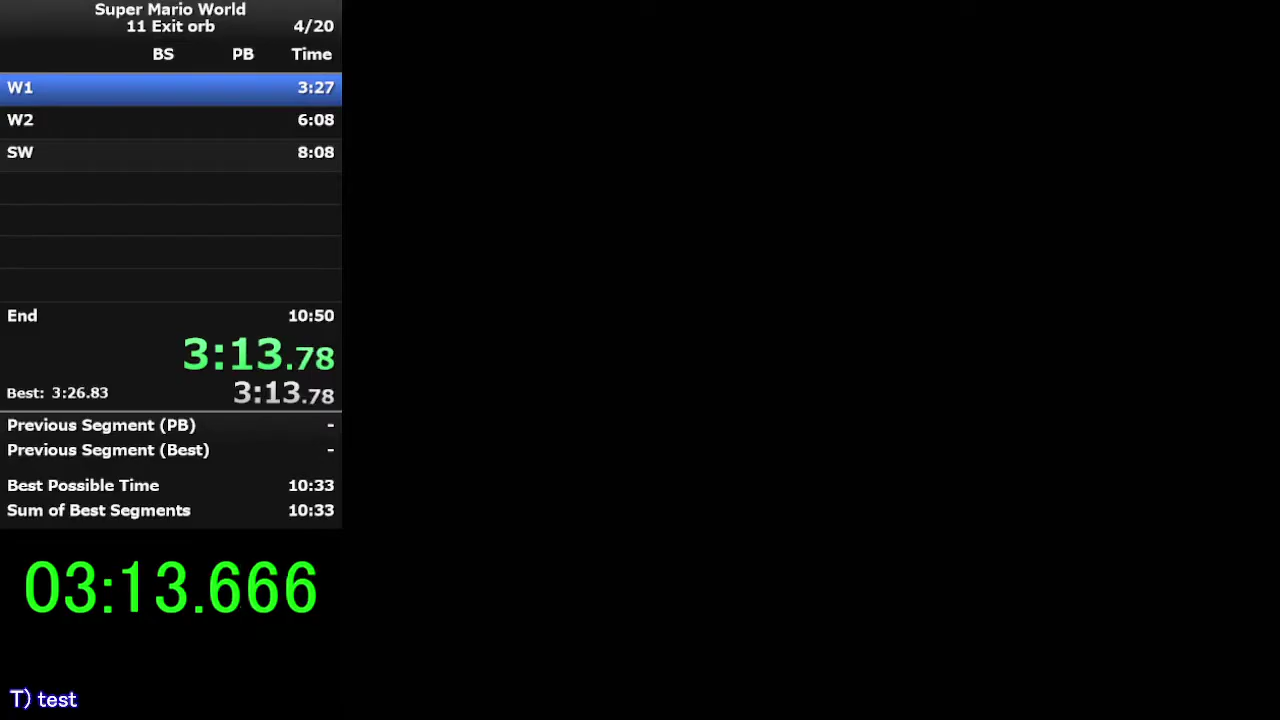 Super Mario World
11 Exit orb 4/20
BS PB Time
W1 3:27
W2 6:08
SW 8:08
End 10:50
3:13.78
Best: 3:26.83 3:13.78
Previous Segment (PB) -
Previous Segment (Best) -
Best Possible Time 10:33
Sum of Best Segments 10:33
03:13.666
T) test